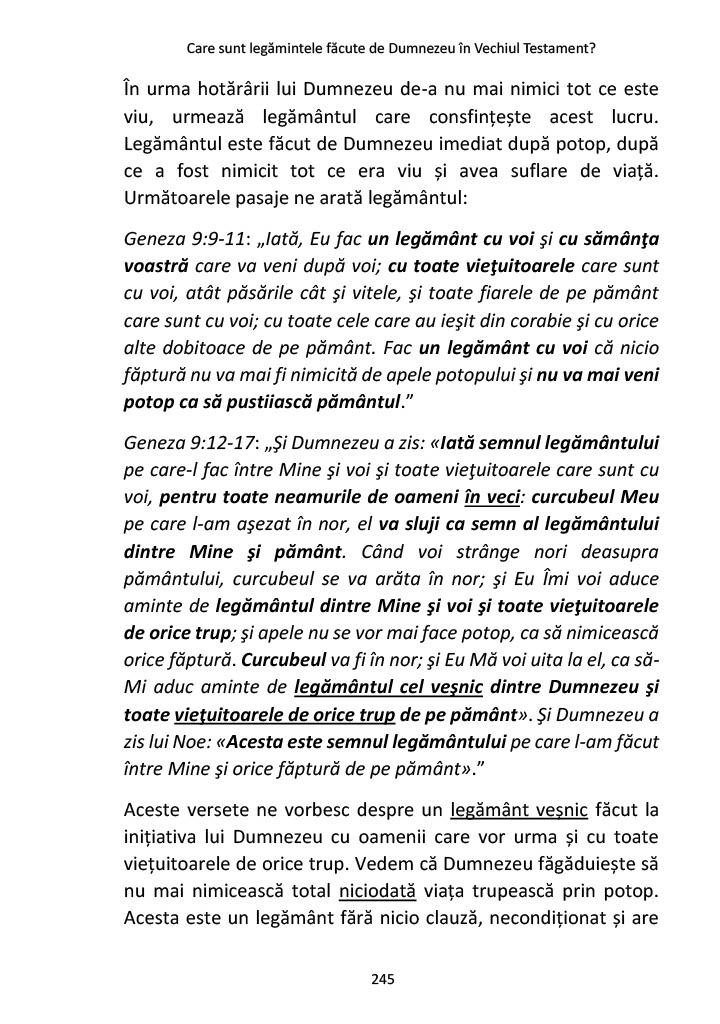 Care sunt legămintele făcute de Dumnezeu în Vechiul Testament?
În urma hotărârii lui Dumnezeu de-a nu mai nimici tot ce este
viu, urmează legământul care consfințește acest lucru.
Legământul este făcut de Dumnezeu imediat după potop, după
ce a fost nimicit tot ce era viu și avea suflare de viață.
Următoarele pasaje ne arată legământul:
Geneza 9:9-11: „Iată, Eu fac un legământ cu voi şi cu sămânţa
voastră care va veni după voi; cu toate vieţuitoarele care sunt
cu voi, atât păsările cât şi vitele, şi toate fiarele de pe pământ
care sunt cu voi; cu toate cele care au ieşit din corabie şi cu orice
alte dobitoace de pe pământ. Fac un legământ cu voi că nicio
făptură nu va mai fi nimicită de apele potopului şi nu va mai veni
potop ca să pustiiască pământul.”
Geneza 9:12-17: „Şi Dumnezeu a zis: «Iată semnul legământului
pe care-l fac între Mine şi voi şi toate vieţuitoarele care sunt cu
voi, pentru toate neamurile de oameni în veci: curcubeul Meu
pe care l-am aşezat în nor, el va sluji ca semn al legământului
dintre Mine şi pământ. Când voi strânge nori deasupra
pământului, curcubeul se va arăta în nor; şi Eu Îmi voi aduce
aminte de legământul dintre Mine şi voi şi toate vieţuitoarele
de orice trup; şi apele nu se vor mai face potop, ca să nimicească
orice făptură. Curcubeul va fi în nor; şi Eu Mă voi uita la el, ca să-
Mi aduc aminte de legământul cel veşnic dintre Dumnezeu şi
toate vieţuitoarele de orice trup de pe pământ». Şi Dumnezeu a
zis lui Noe: «Acesta este semnul legământului pe care l-am făcut
între Mine şi orice făptură de pe pământ».”
Aceste versete ne vorbesc despre un legământ veșnic făcut la
inițiativa lui Dumnezeu cu oamenii care vor urma și cu toate
viețuitoarele de orice trup. Vedem că Dumnezeu făgăduiește să
nu mai nimicească total niciodată viața trupească prin potop.
Acesta este un legământ fără nicio clauză, necondiționat și are
245